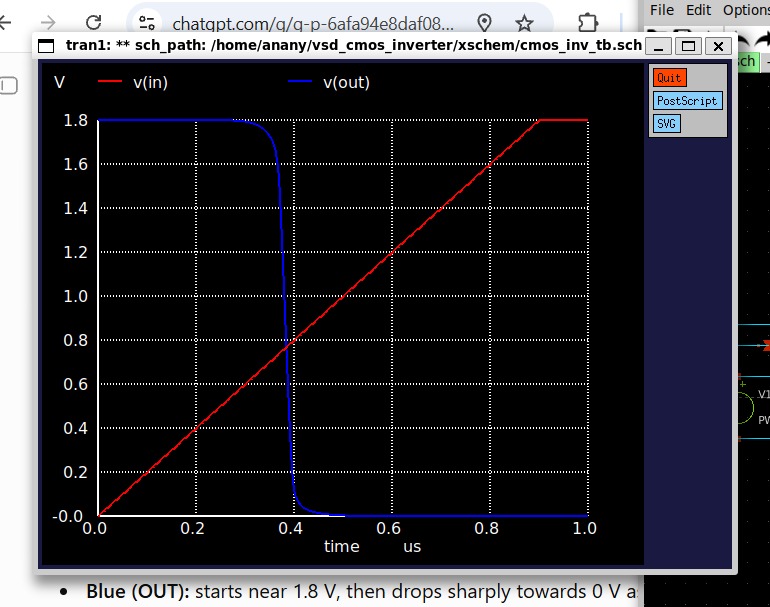 chatgpt.com/g/g-p-6afa94e8daf08...
File Edit Options
tran1: ** sch_path: /home/anany/vsd_cmos_inverter/xschem/cmos_inv_tb.sch
sch
V v(in) v(out)
Quit
PostScript
SVG
1.8
1.6
1.4
1.2
1.0
0.8
0.6
0.4
0.2
-0.0
0.0 0.2 0.4 0.6 0.8 1.0
time us
V1
• Blue (OUT): starts near 1.8 V, then drops sharply towards 0 V